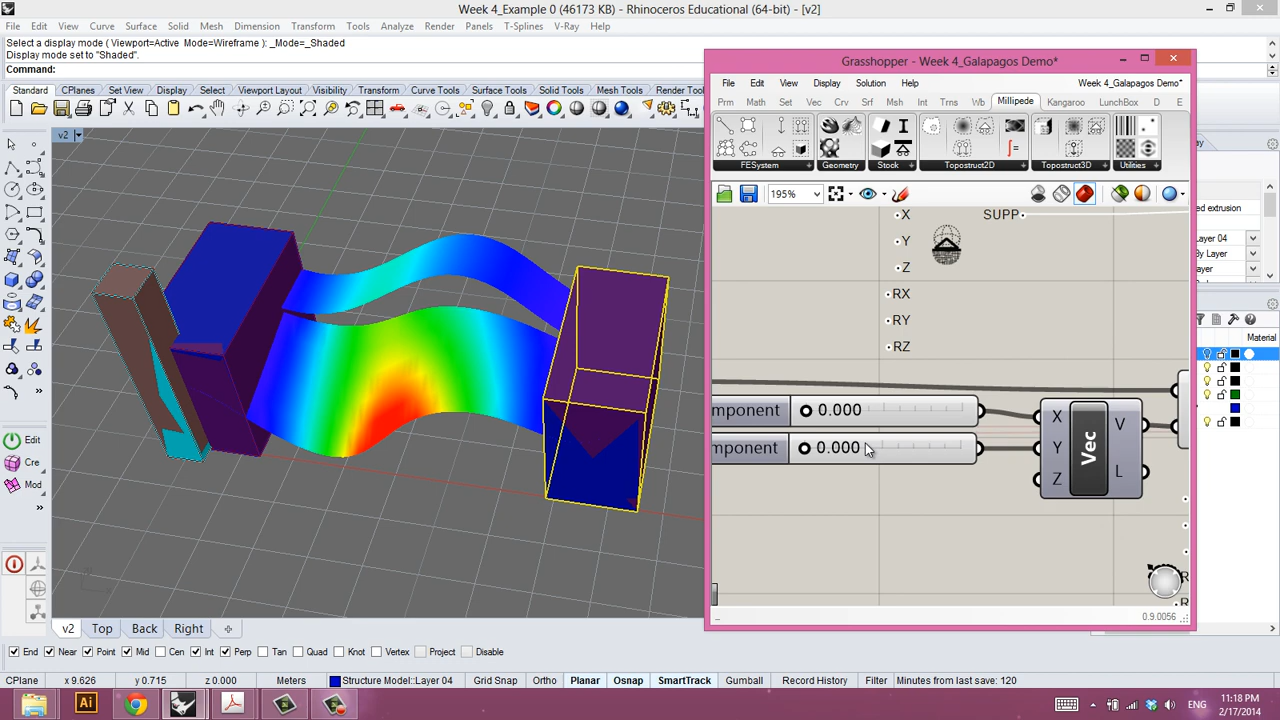 Week 4_Example 0 (46173 KB) - Rhinoceros Educational (64-bit) - [v2]
File Edit View Curve Surface Solid Mesh Dimension Transform Tools Analyze Render Panels T-Splines V-Ray Help
Select a display mode ( Viewport=Active Mode=Wireframe ): _Mode=_Shaded
Display mode set to "Shaded".
Command:
Standard CPlanes Set View Display Select Viewport Layout Visibility Transform Curve Tools Surface Tools Solid Tools Mesh Tools Render Too
v2
Grasshopper - Week 4_Galapagos Demo*
File Edit View Display Solution Help Week 4_Galapagos Demo*
Prm Math Set Vec Crv Srf Msh Int Trns Wb Millipede Kangaroo LunchBox D E
FESystem Geometry Stock Topostruct2D Topostruct3D Utilities
195%
X SUPP
Y
Z
RX
RY
RZ
mponent 0.000
mponent 0.000
X Y Z Vec V L
R
R
0.9.0056
ay
ed extrusion
Layer 04
By Layer
ayer
Material
Edit
Cre
Mod
v2 Top Back Right
End Near Point Mid Cen Int Perp Tan Quad Knot Vertex Project Disable
CPlane x 9.626 y 0.715 z 0.000 Meters Structure Model::Layer 04 Grid Snap Ortho Planar Osnap SmartTrack Gumball Record History Filter Minutes from last save: 120
Ai
ENG
11:18 PM
2/17/2014